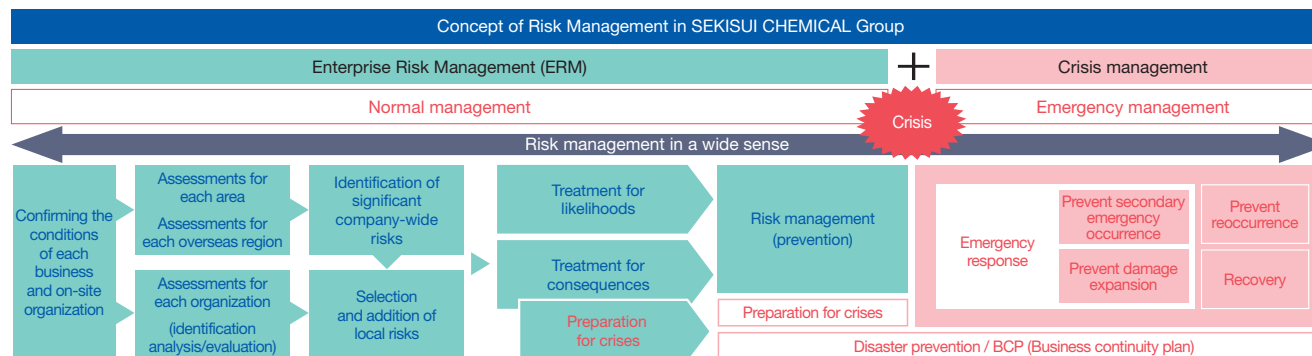 Concept of Risk Management in SEKISUI CHEMICAL Group
Enterprise Risk Management (ERM)
+
Crisis management
Normal management
Crisis
Emergency management
Risk management in a wide sense
Confirming the
conditions
of each
business
and on-site
organization
Assessments for
each area
Assessments for
each overseas region
Assessments for
each organization
(identification
analysis/evaluation)
Identification of
significant
company-wide
risks
Selection
and addition of
local risks
Treatment for
likelihoods
Treatment for
consequences
Preparation
for crises
Risk management
(prevention)
Preparation for crises
Emergency
response
Prevent secondary
emergency
occurrence
Prevent damage
expansion
Prevent
reoccurrence
Recovery
Disaster prevention / BCP (Business continuity plan)